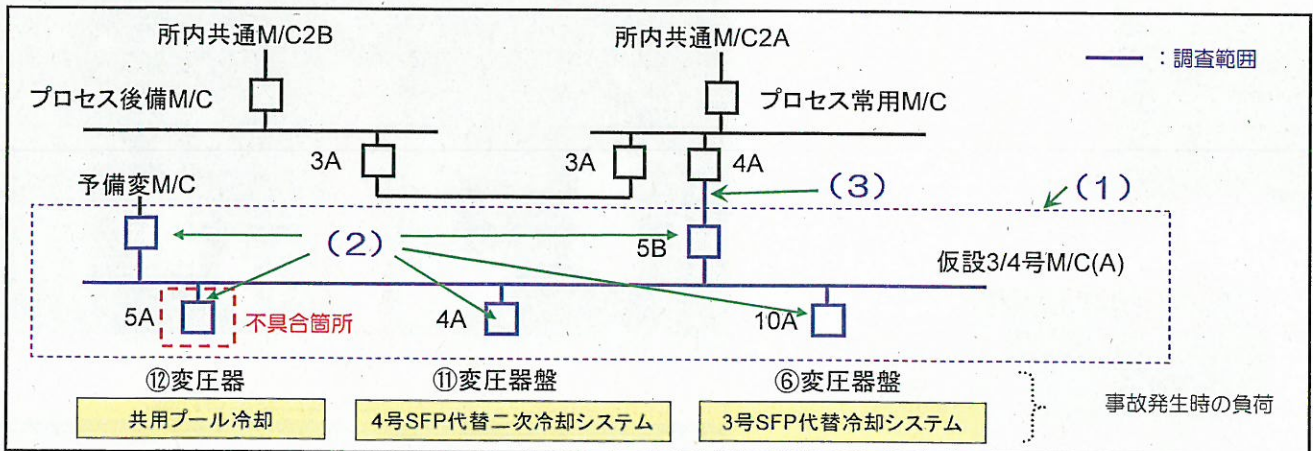 所内共通M/C2B
所内共通M/C2A
：調査範囲
プロセス後備M/C
プロセス常用M/C
3A
3A
4A
予備変M/C
(3)
(1)
(2)
5B
仮設3/4号M/C(A)
5A
不具合箇所
4A
10A
⑫変圧器
⑪変圧器盤
⑥変圧器盤
事故発生時の負荷
共用プール冷却
4号SFP代替二次冷却システム
3号SFP代替冷却システム